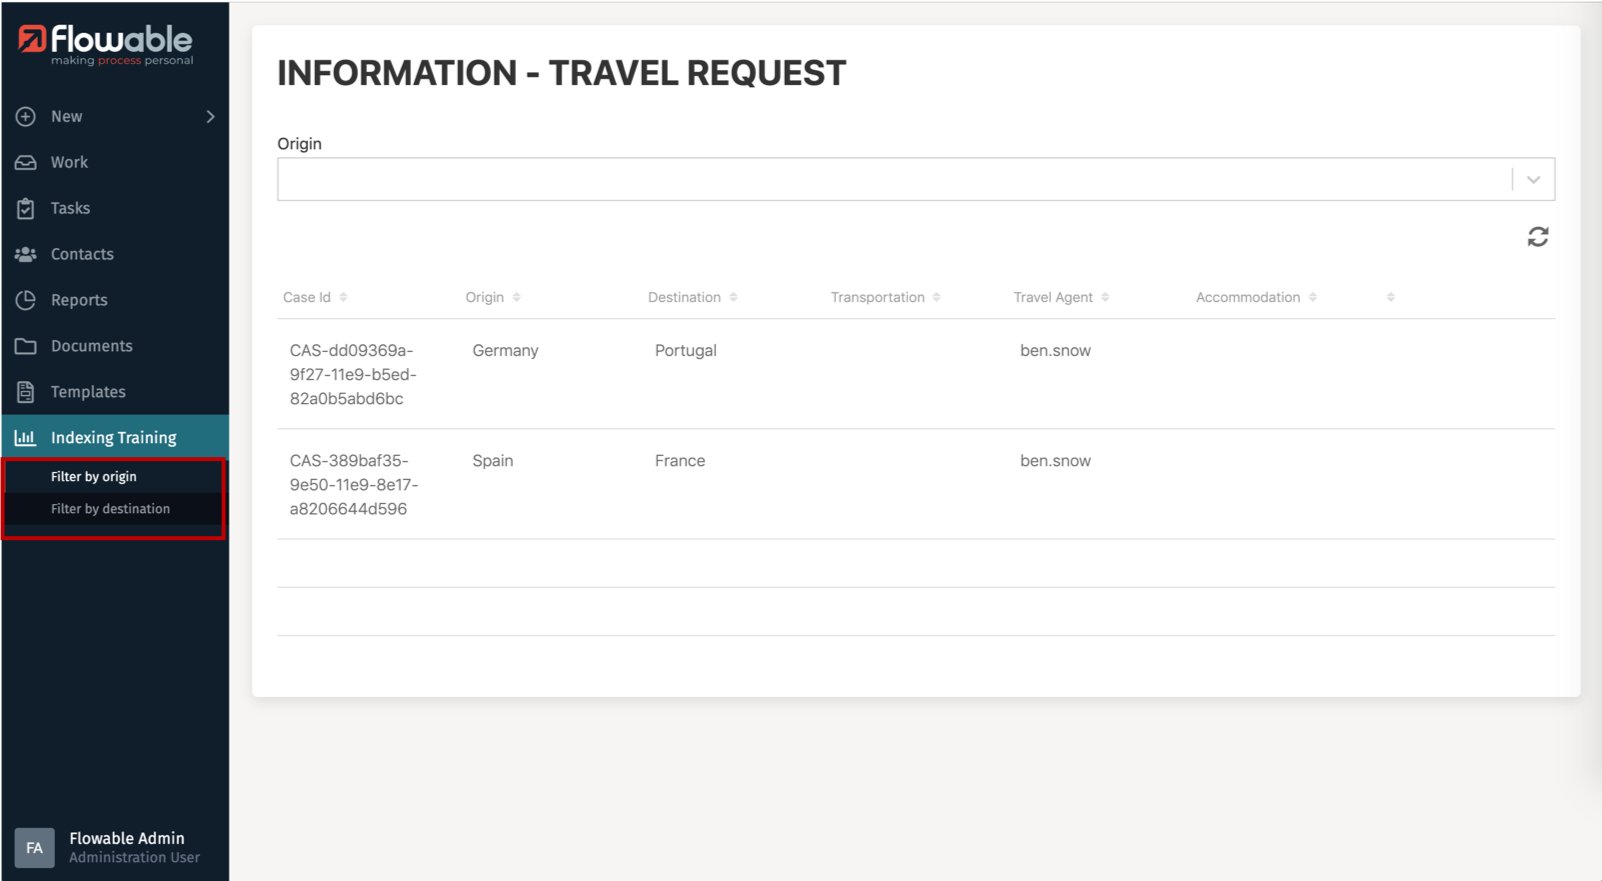 Flowable
making process personal
New
Work
Tasks
Contacts
Reports
Documents
Templates
Indexing Training
Filter by origin
Filter by destination
FA
Flowable Admin
Administration User
INFORMATION - TRAVEL REQUEST
Origin
Case Id Origin Destination Transportation Travel Agent Accommodation
CAS-dd09369a-
9f27-11e9-b5ed-
82a0b5abd6bc
Germany
Portugal
ben.snow
CAS-389baf35-
9e50-11e9-8e17-
a8206644d596
Spain
France
ben.snow